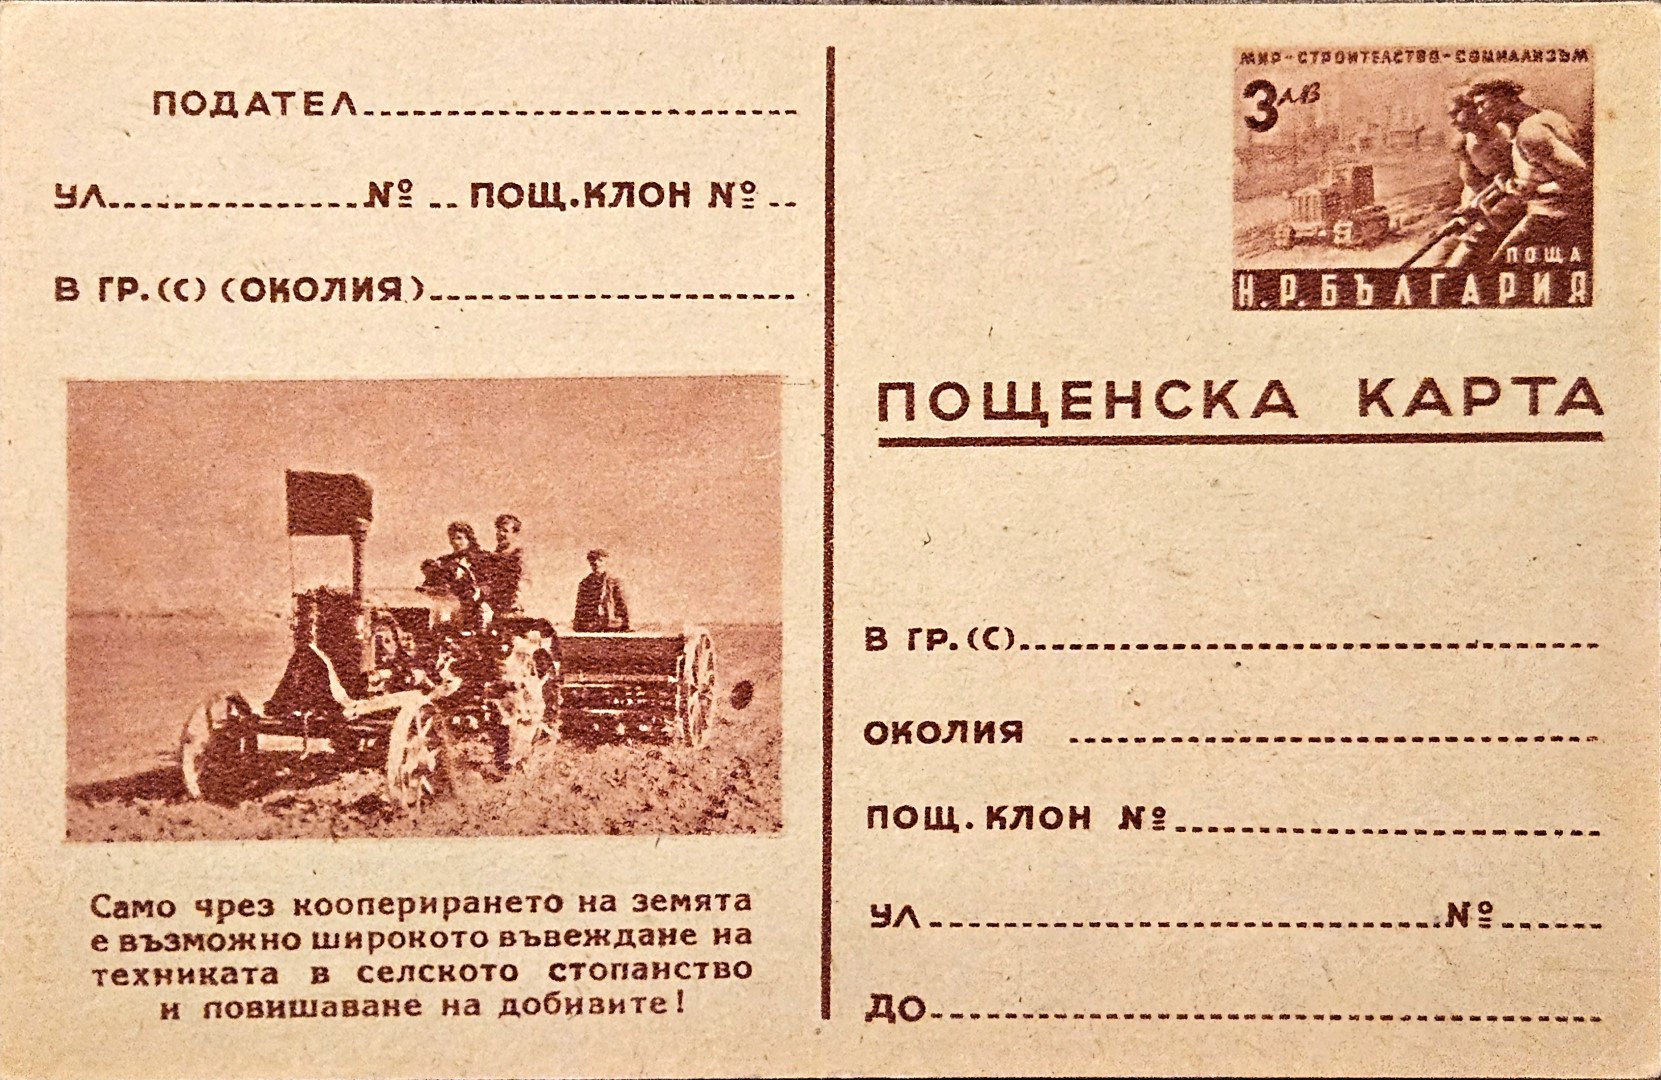 ПОДАТЕЛ
УЛ. № ПОЩ. КЛОН №
В ГР. (С) (ОКОЛИЯ)
Само чрез кооперирането на земята
е възможно широкото въвеждане на
техниката в селското стопанство
и повишаване на добивите!
МИР-СТРОИТЕЛСТВО-СОЦИАЛИЗЪМ
3 ЛВ
ПОЩА
Н.Р.БЪЛГАРИЯ
ПОЩЕНСКА КАРТА
В ГР. (С)
ОКОЛИЯ
ПОЩ. КЛОН №
УЛ №
ДО